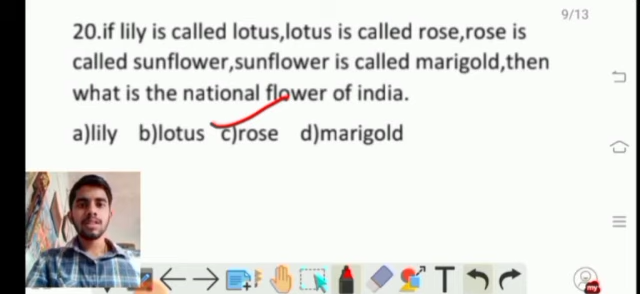 9/13
20.if lily is called lotus,lotus is called rose,rose is
called sunflower,sunflower is called marigold,then
what is the national flower of india.
a)lily b)lotus c)rose d)marigold
T
my